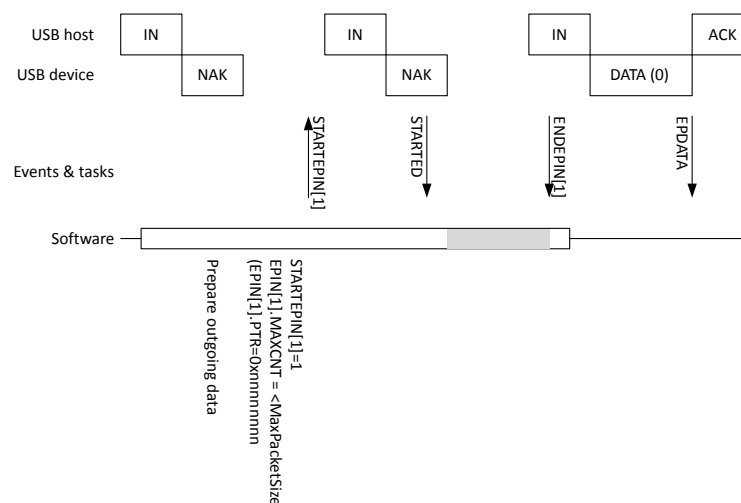 USB host
IN
IN
IN
ACK
USB device
NAK
NAK
DATA (0)
Events & tasks
STARTEPIN[1]
STARTED
ENDEPIN[1]
EPDATA
Software
Prepare outgoing data
(EPIN[1].PTR=0xnnnnnnnn
EPIN[1].MAXCNT = <MaxPacketSize
STARTEPIN[1]=1